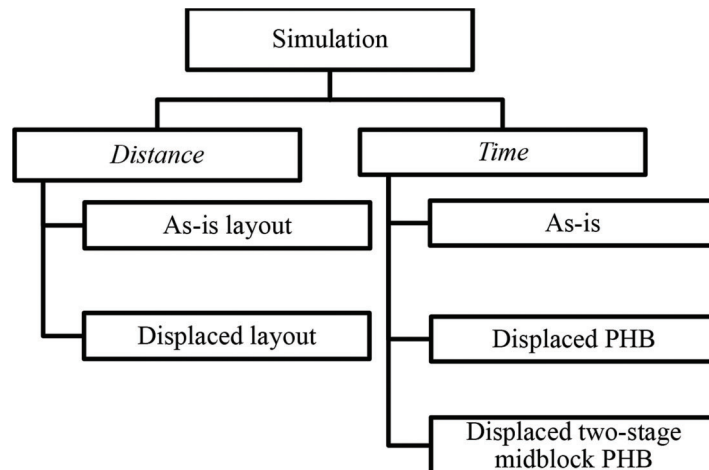 Simulation
Distance
Time
As-is layout
As-is
Displaced layout
Displaced PHB
Displaced two-stage
midblock PHB